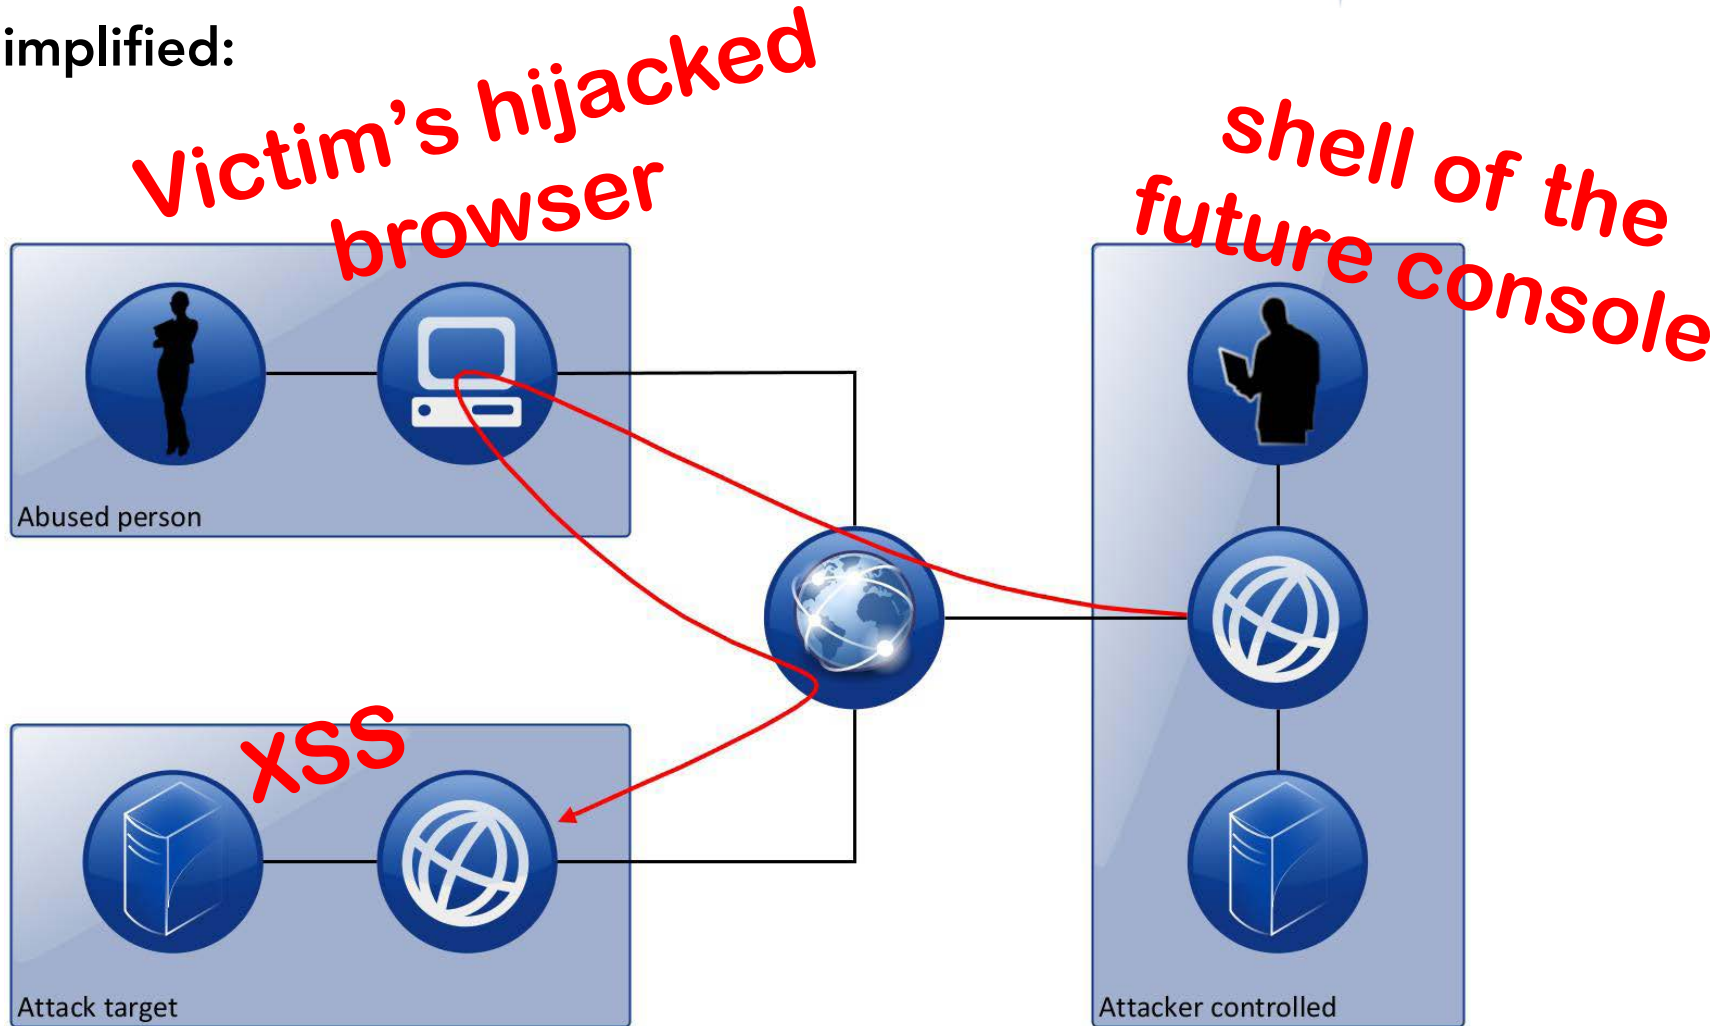 implified:
Victim’s hijacked
browser
shell of the
future console
Abused person
XSS
Attack target
Attacker controlled